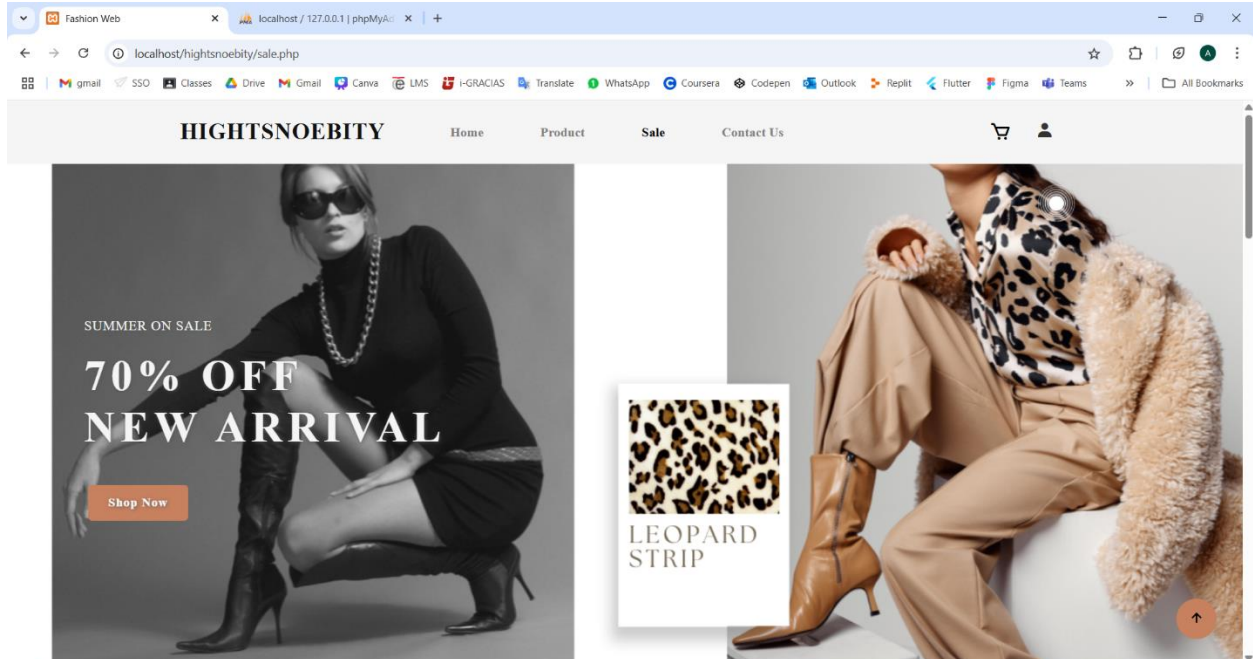 Fashion Web
localhost / 127.0.0.1 | phpMyAd
localhost/hightsnoebity/sale.php
A
gmail SSO Classes Drive Gmail Canva LMS i-GRACIAS Translate WhatsApp Coursera Codepen Outlook Replit Flutter Figma Teams » All Bookmarks
HIGHTSNOEBITY Home Product Sale Contact Us
SUMMER ON SALE
70% OFF
NEW ARRIVAL
Shop Now
LEOPARD
STRIP